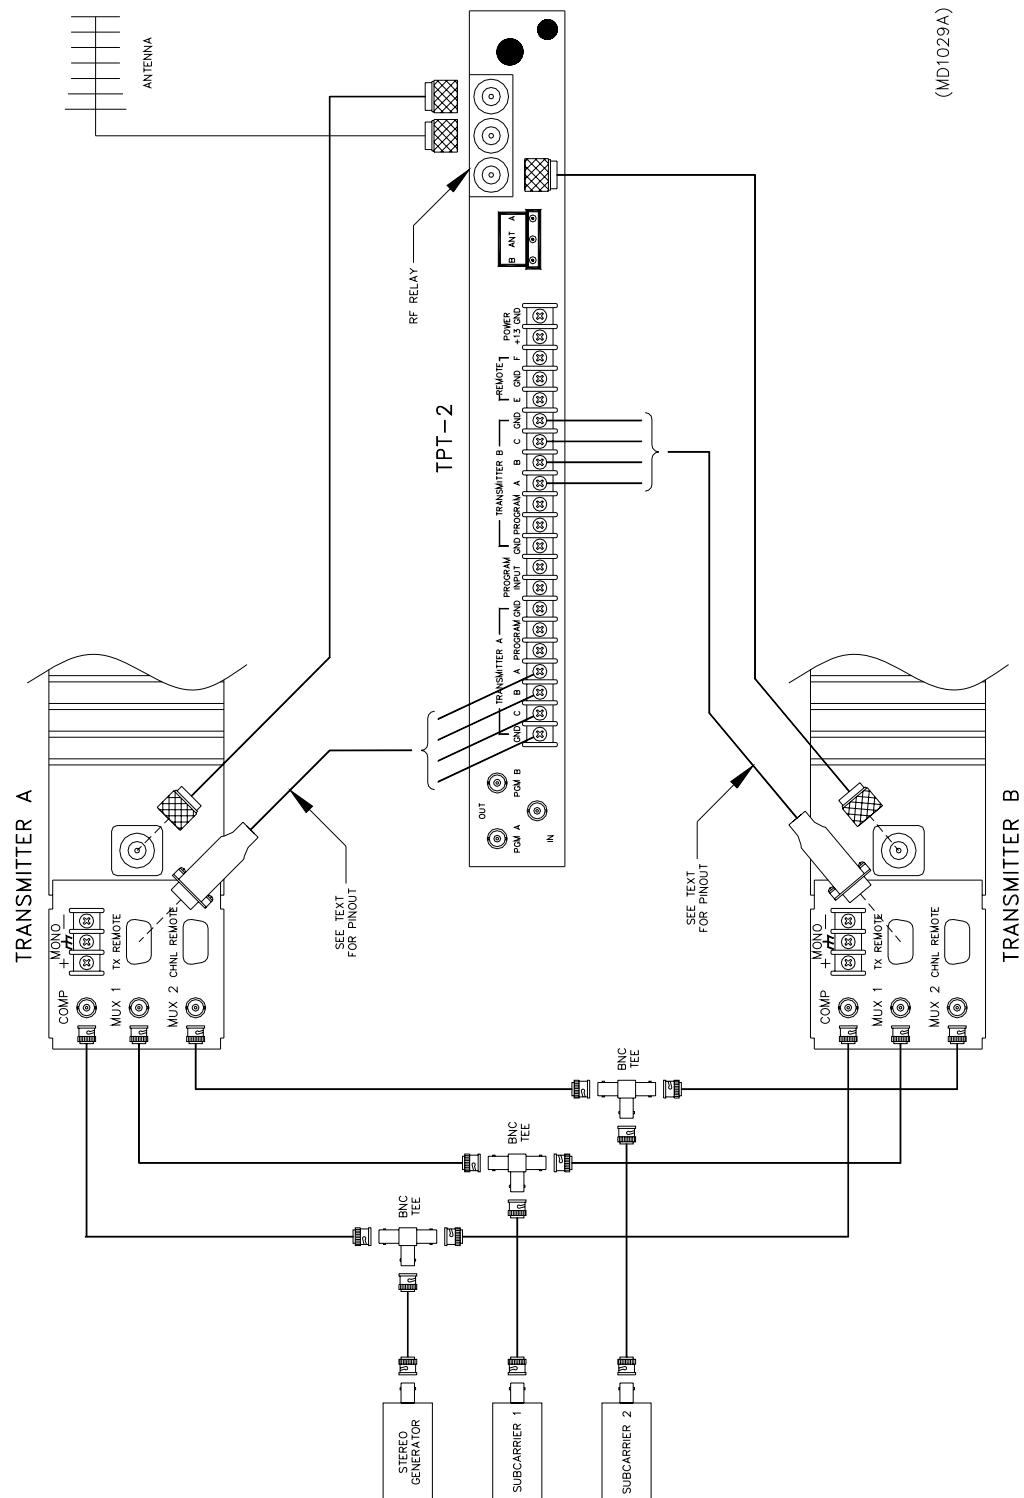 ANTENNA
(MD1029A)
RF RELAY
B ANT A
TPT-2
POWER
GND
+13
REMOTE
F
GND
E
TRANSMITTER B
GND
C
B
A
PROGRAM
GND
PROGRAM
INPUT
TRANSMITTER A
GND
PROGRAM
PROGRAM
A
B
C
GND
OUT
PGM B
PGM A
IN
TRANSMITTER A
MONO
+ −
TX REMOTE
CHNL REMOTE
COMP
MUX 1
MUX 2
SEE TEXT
FOR PINOUT
SEE TEXT
FOR PINOUT
TRANSMITTER B
MONO
+ −
TX REMOTE
CHNL REMOTE
COMP
MUX 1
MUX 2
BNC
TEE
BNC
TEE
BNC
TEE
STEREO
GENERATOR
SUBCARRIER 1
SUBCARRIER 2